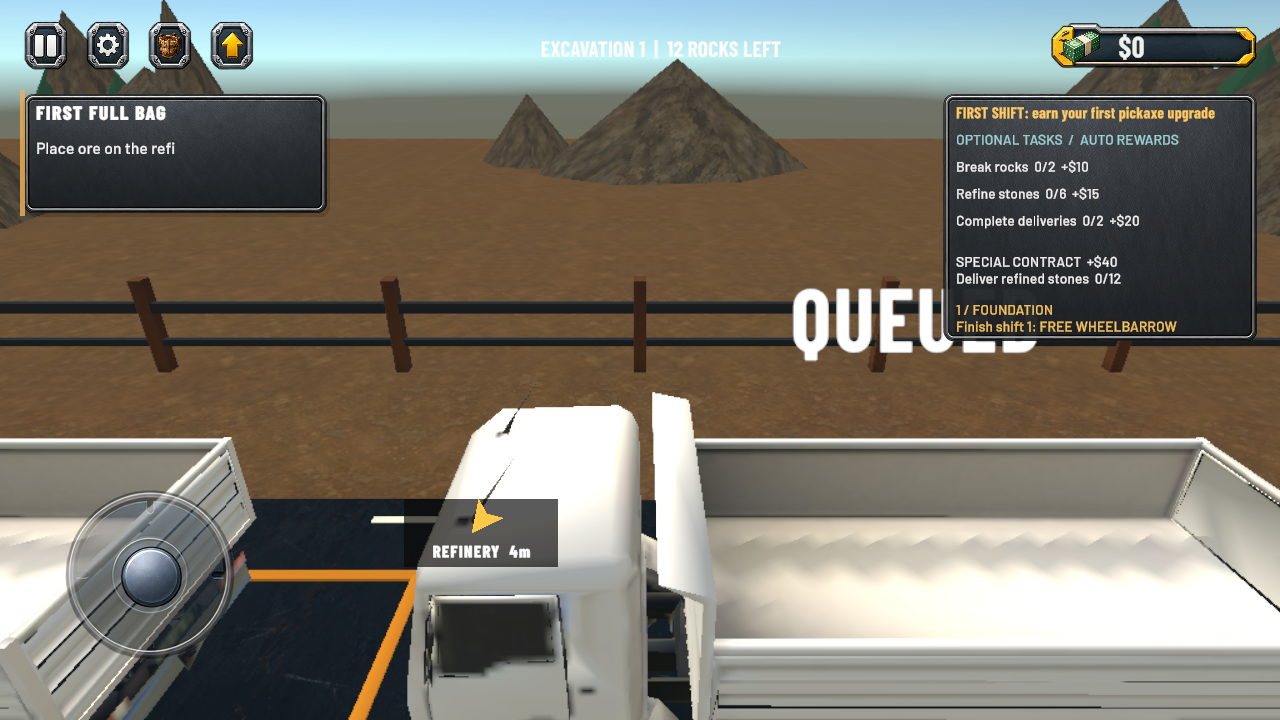 EXCAVATION 1 | 12 ROCKS LEFT
$0
FIRST FULL BAG
Place ore on the refi
FIRST SHIFT: earn your first pickaxe upgrade
OPTIONAL TASKS / AUTO REWARDS
Break rocks 0/2 +$10
Refine stones 0/6 +$15
Complete deliveries 0/2 +$20
SPECIAL CONTRACT +$40
Deliver refined stones 0/12
1 / FOUNDATION
Finish shift 1: FREE WHEELBARROW
QUEUED
REFINERY 4m